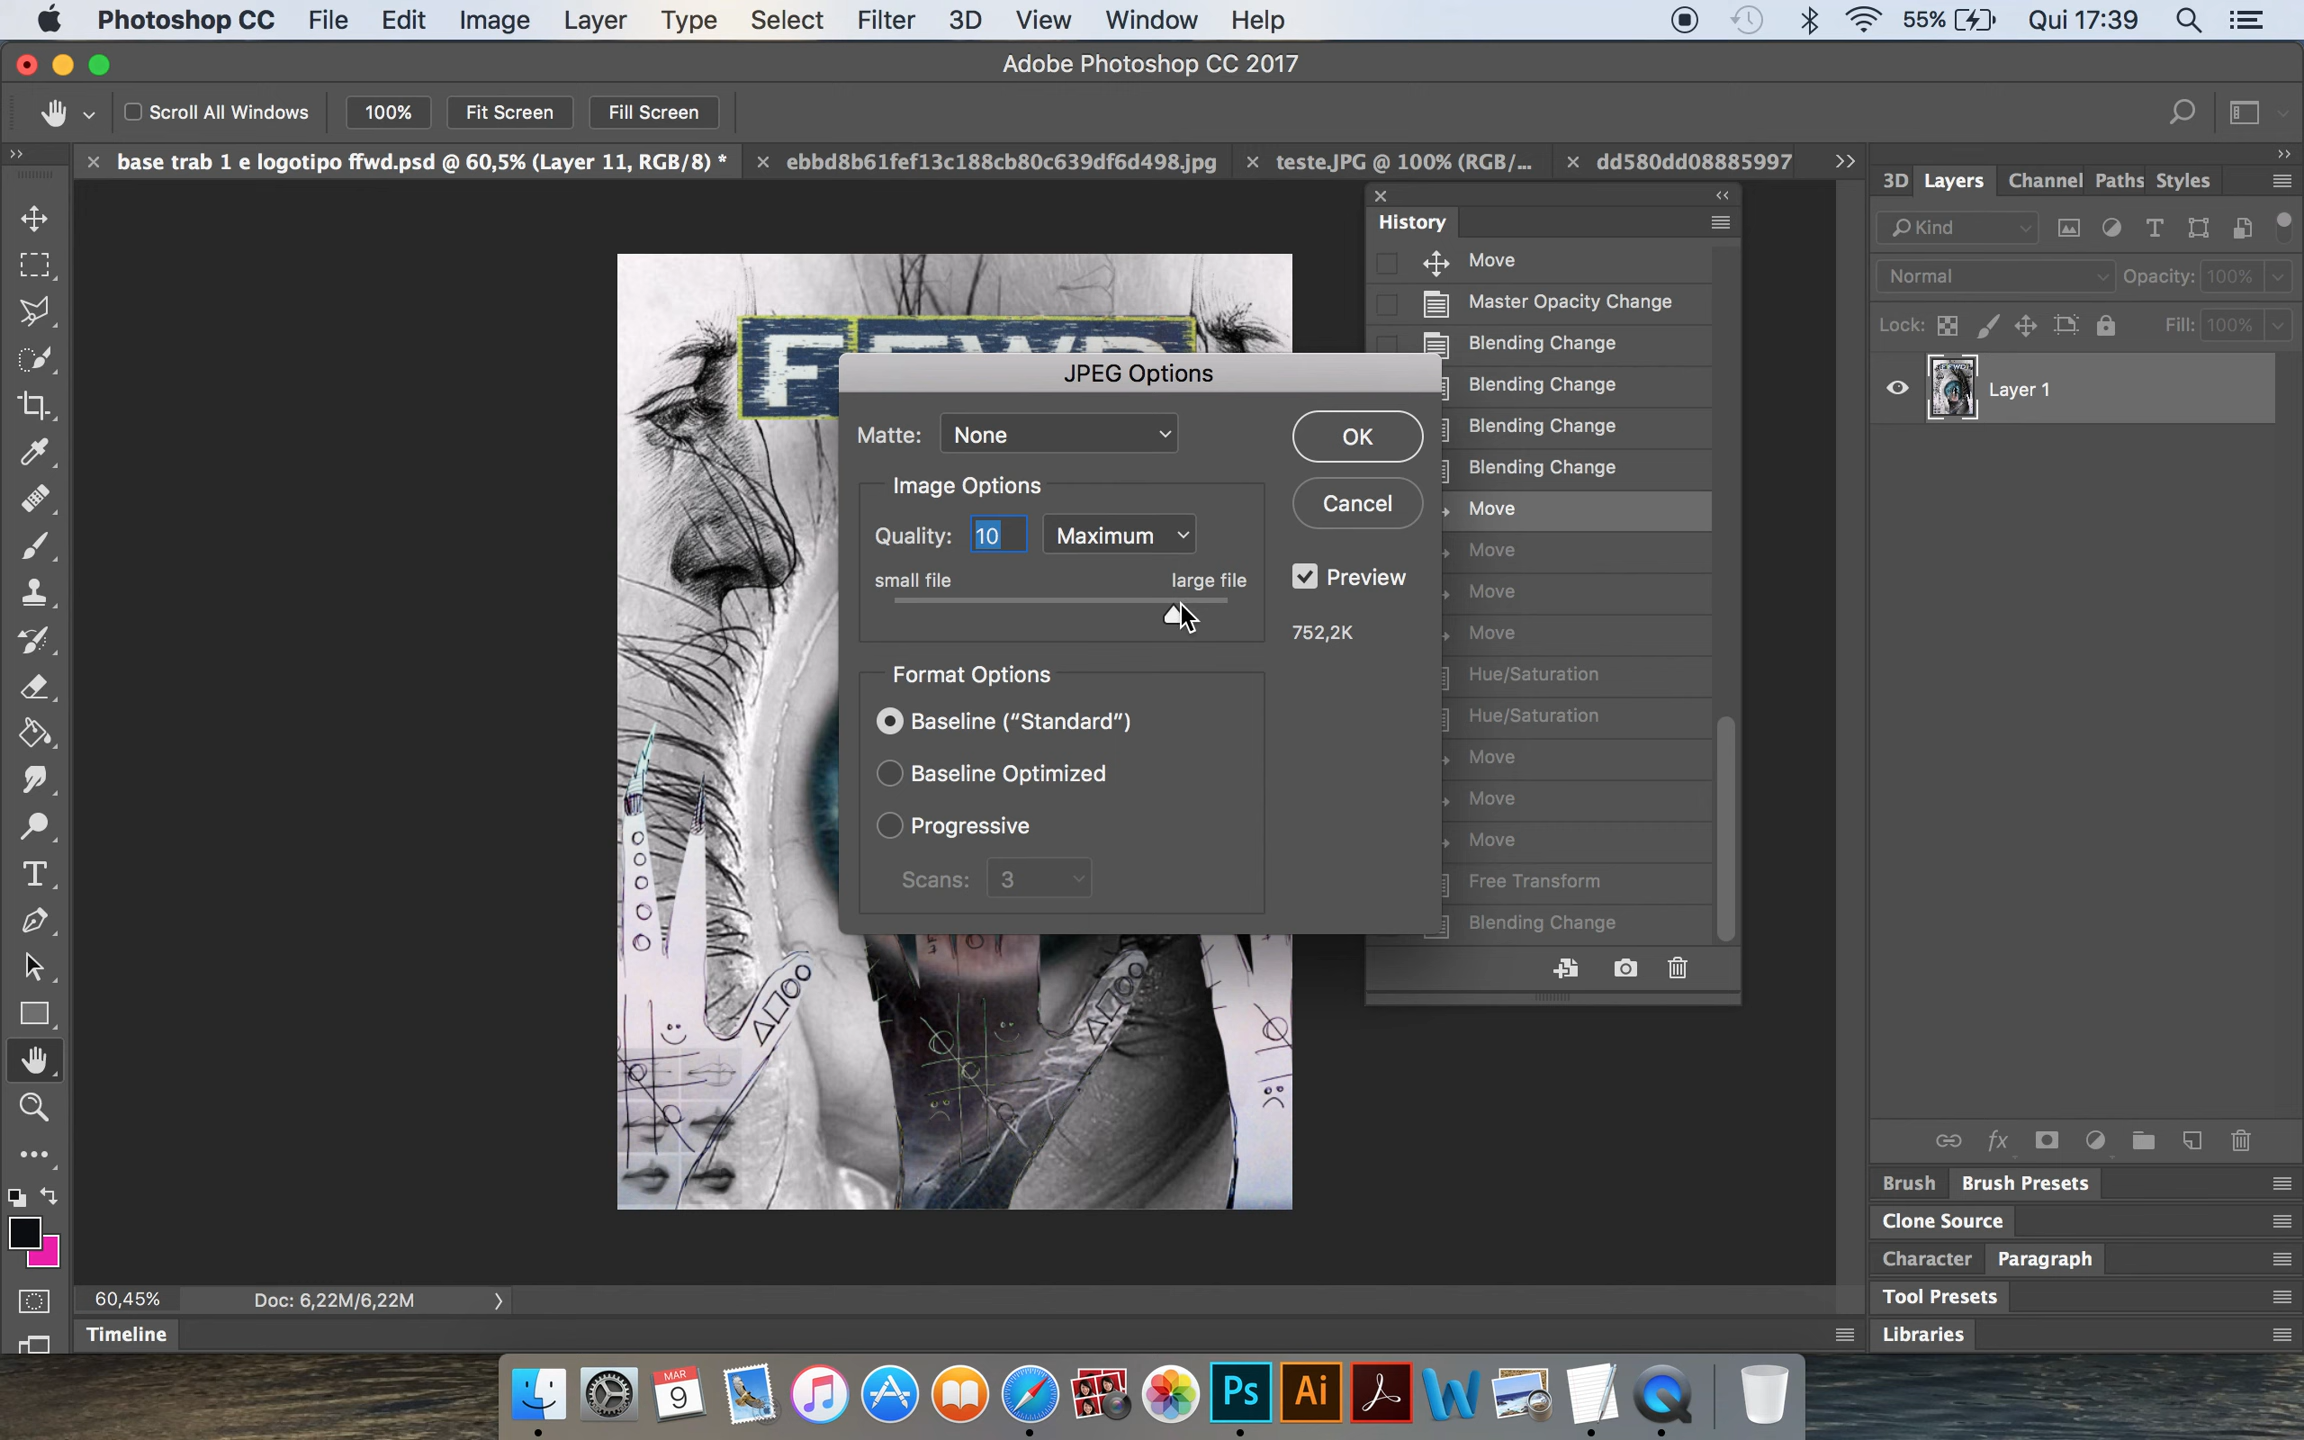 Photoshop CC File Edit Image Layer Type Select Filter 3D View Window Help 55% Qui 17:39
Adobe Photoshop CC 2017
Scroll All Windows 100% Fit Screen Fill Screen
base trab 1 e logotipo ffwd.psd @ 60,5% (Layer 11, RGB/8) * ebbd8b61fef13c188cb80c639df6d498.jpg teste.JPG @ 100% (RGB/... dd580dd08885997
3D Layers Channel Paths Styles
History
Kind
Move
Master Opacity Change
Normal Opacity: 100%
Lock: Fill: 100%
Blending Change
Blending Change
Blending Change
Blending Change
Move
Move
Move
Move
Hue/Saturation
Hue/Saturation
Move
Move
Move
Free Transform
Blending Change
Layer 1
JPEG Options
Matte: None
OK
Cancel
Image Options
Quality: 10 Maximum
small file large file
Preview
752,2K
Format Options
Baseline (“Standard”)
Baseline Optimized
Progressive
Scans: 3
Brush Brush Presets
Clone Source
Character Paragraph
Tool Presets
Libraries
60,45% Doc: 6,22M/6,22M
Timeline
MAR
9
Ps Ai